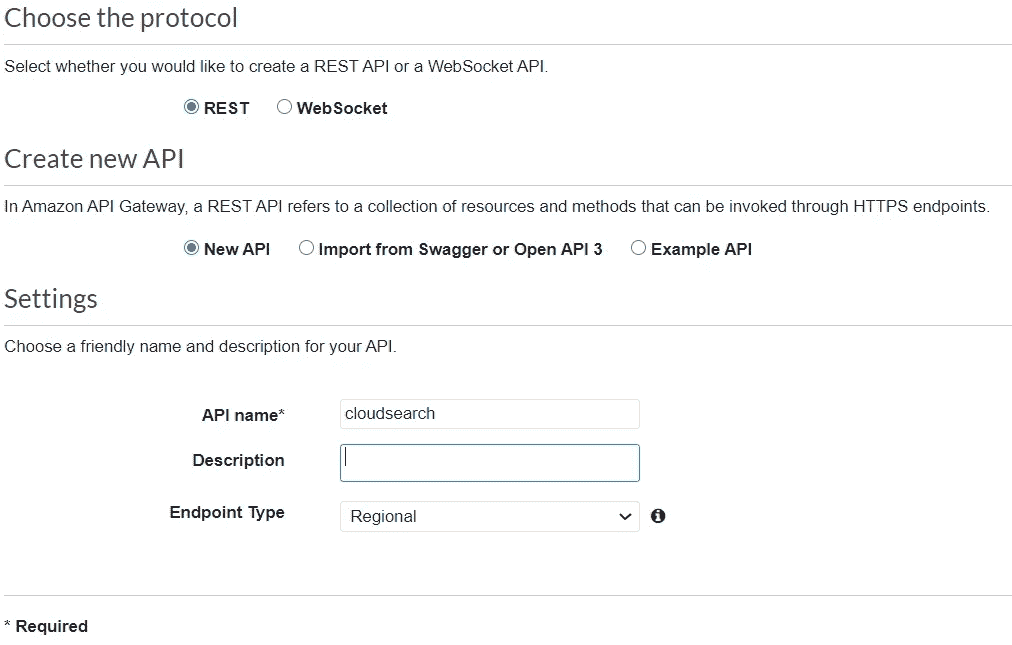 Choose the protocol
Select whether you would like to create a REST API or a WebSocket API.
REST WebSocket
Create new API
In Amazon API Gateway, a REST API refers to a collection of resources and methods that can be invoked through HTTPS endpoints.
New API Import from Swagger or Open API 3 Example API
Settings
Choose a friendly name and description for your API.
API name* cloudsearch
Description
Endpoint Type Regional
* Required